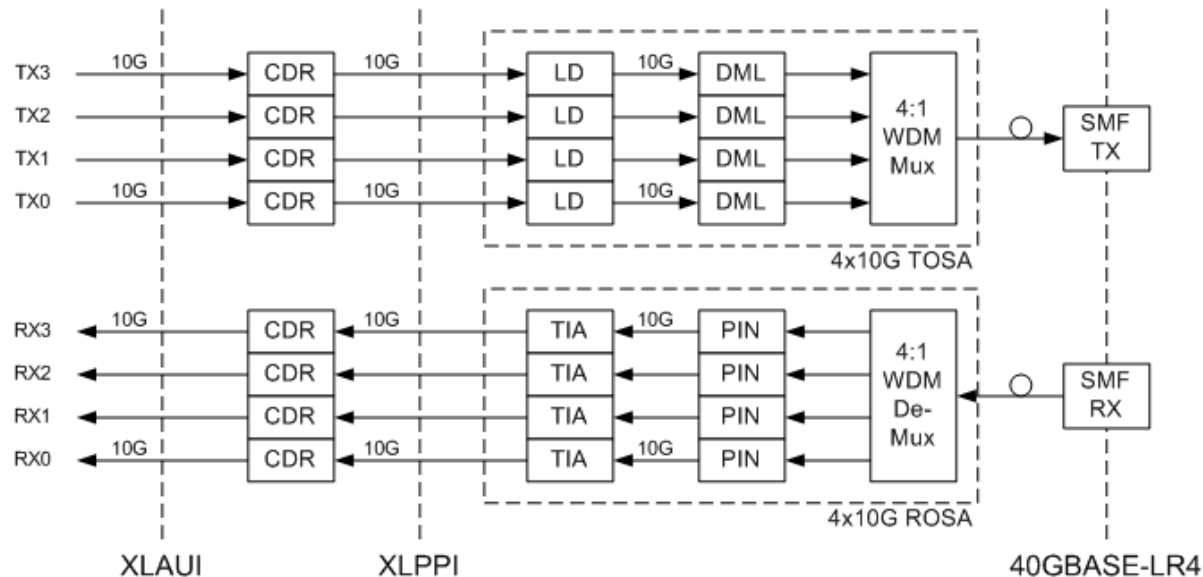 TX3 10G CDR 10G LD 10G DML
TX2 CDR LD DML
TX1 CDR LD DML
TX0 10G CDR 10G LD 10G DML
4:1
WDM
Mux
SMF
TX
4x10G TOSA
RX3 10G CDR 10G TIA 10G PIN
RX2 CDR TIA PIN
RX1 CDR TIA PIN
RX0 10G CDR 10G TIA 10G PIN
4:1
WDM
De-
Mux
SMF
RX
4x10G ROSA
XLAUI XLPPI 40GBASE-LR4